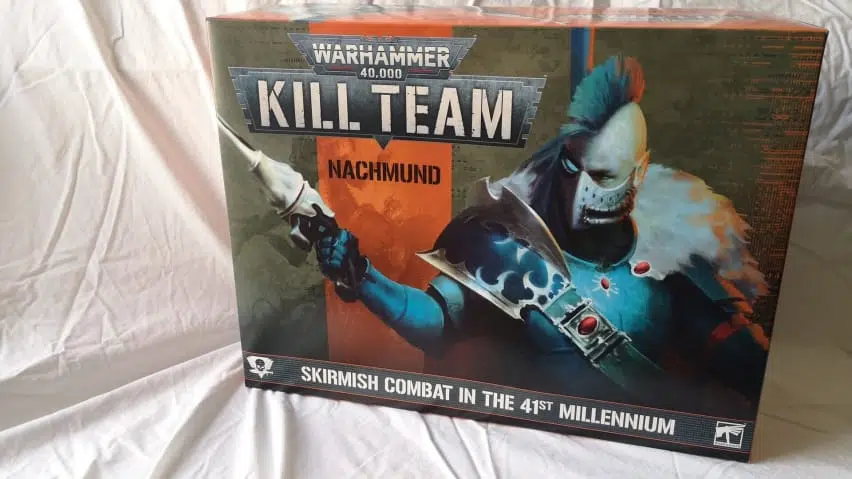 WARHAMMER
40,000
KILL TEAM
NACHMUND
SKIRMISH COMBAT IN THE 41ST MILLENNIUM